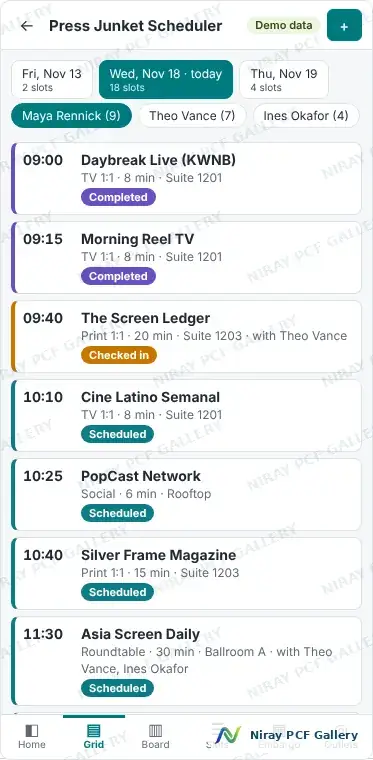 ← Press Junket Scheduler
Demo data
+
Fri, Nov 13
2 slots
Wed, Nov 18 · today
18 slots
Thu, Nov 19
4 slots
Maya Rennick (9)
Theo Vance (7)
Ines Okafor (4)
09:00 Daybreak Live (KWNB)
TV 1:1 · 8 min · Suite 1201
Completed
09:15 Morning Reel TV
TV 1:1 · 8 min · Suite 1201
Completed
09:40 The Screen Ledger
Print 1:1 · 20 min · Suite 1203 · with Theo Vance
Checked in
10:10 Cine Latino Semanal
TV 1:1 · 8 min · Suite 1201
Scheduled
10:25 PopCast Network
Social · 6 min · Rooftop
Scheduled
10:40 Silver Frame Magazine
Print 1:1 · 15 min · Suite 1203
Scheduled
11:30 Asia Screen Daily
Roundtable · 30 min · Ballroom A · with Theo
Vance, Ines Okafor
Scheduled
Home
Grid
Board
Embargo
Outlets
Niray PCF Gallery
NIRAY PCF GALLERY